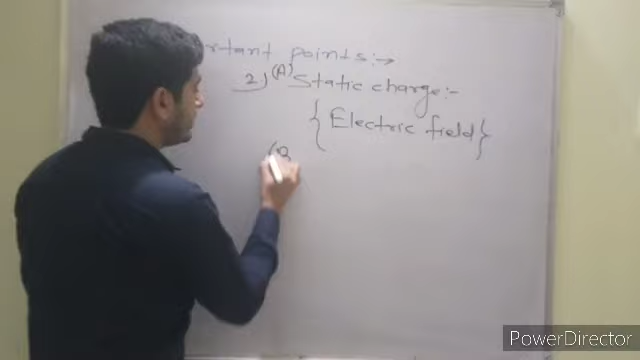 rtant points:→
2) (A) Static charge:-
{Electric field}
(B
PowerDirector